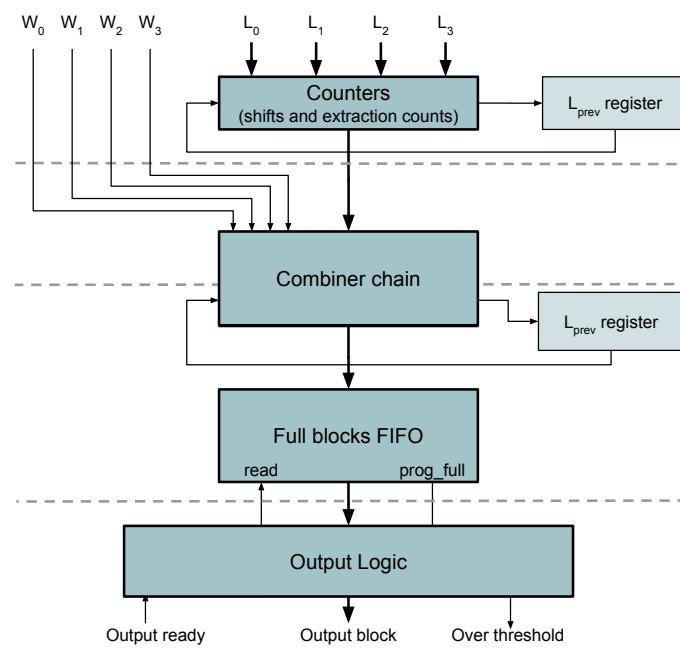 W₀ W₁ W₂ W₃ L₀ L₁ L₂ L₃
Counters
(shifts and extraction counts)
Lprev register
Combiner chain
Lprev register
Full blocks FIFO
read prog_full
Output Logic
Output ready Output block Over threshold